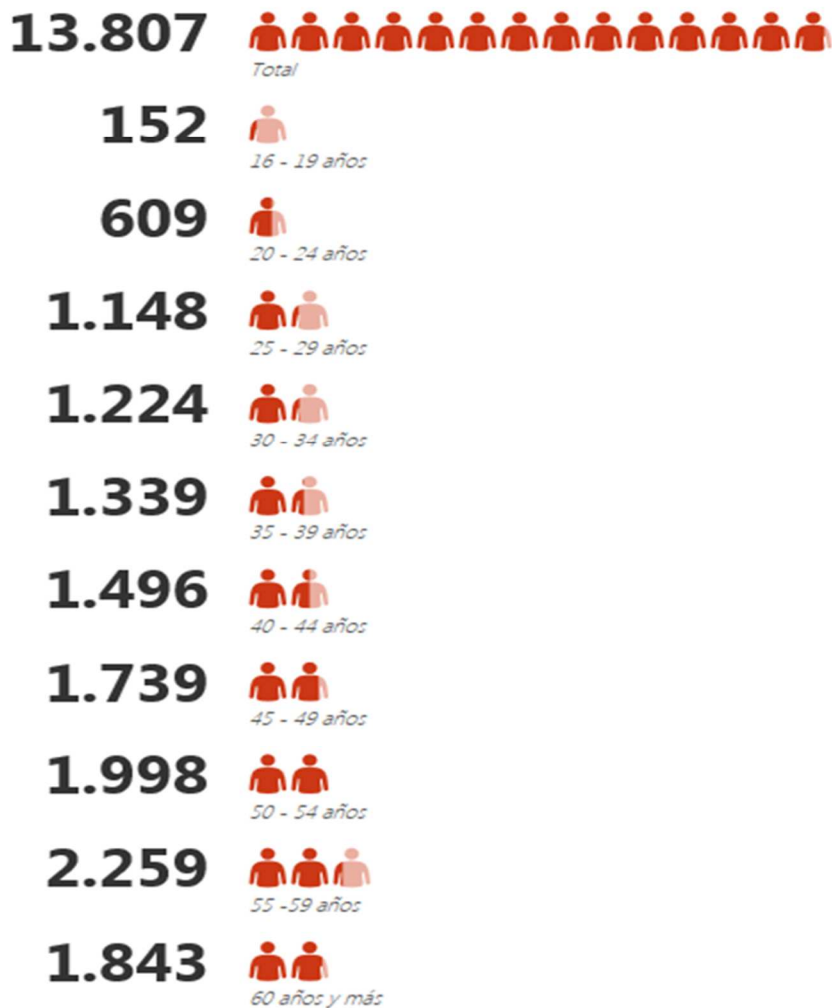 13.807
Total
152
16 - 19 años
609
20 - 24 años
1.148
25 - 29 años
1.224
30 - 34 años
1.339
35 - 39 años
1.496
40 - 44 años
1.739
45 - 49 años
1.998
50 - 54 años
2.259
55 -59 años
1.843
60 años y más